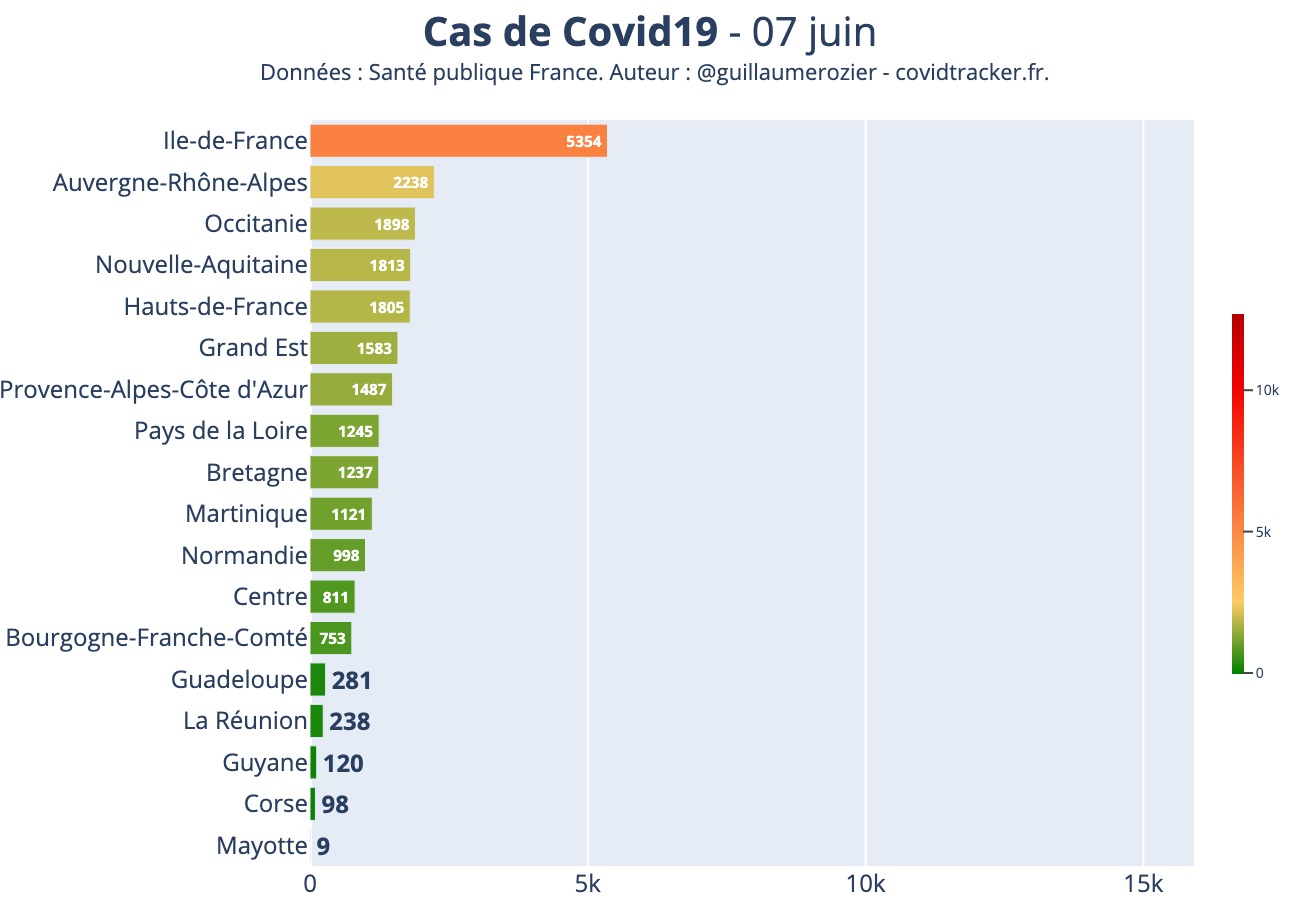 Cas de Covid19 - 07 juin
Données : Santé publique France. Auteur : @guillaumerozier - covidtracker.fr.
Ile-de-France 5354
Auvergne-Rhône-Alpes 2238
Occitanie 1898
Nouvelle-Aquitaine 1813
Hauts-de-France 1805
Grand Est 1583
Provence-Alpes-Côte d'Azur 1487
Pays de la Loire 1245
Bretagne 1237
Martinique 1121
Normandie 998
Centre 811
Bourgogne-Franche-Comté 753
Guadeloupe 281
La Réunion 238
Guyane 120
Corse 98
Mayotte 9
0 5k 10k 15k
10k
5k
0